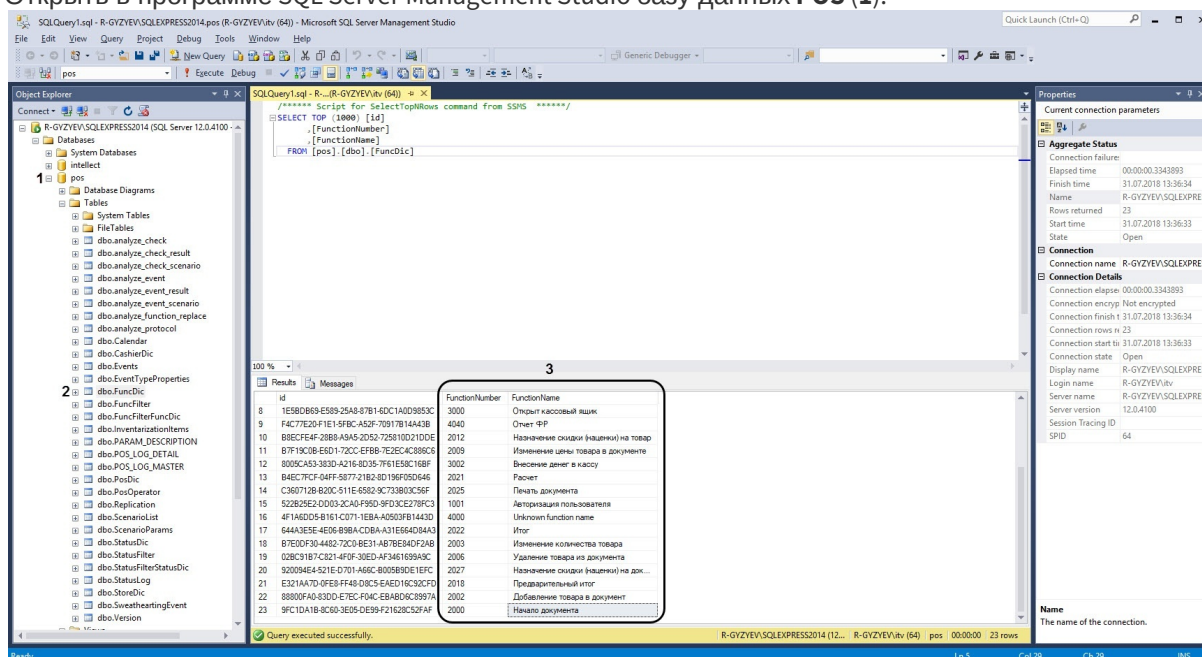 Открыть в программе SQL Server Management Studio базу данных POS (1).
SQLQuery1.sql - R-GYZYEV\SQLEXPRESS2014.pos (R-GYZYEV\itv (64)) - Microsoft SQL Server Management Studio
Quick Launch (Ctrl+Q)
File Edit View Query Project Debug Tools Window Help
New Query
Generic Debugger
pos
Execute Debug
Object Explorer
Connect
R-GYZYEV\SQLEXPRESS2014 (SQL Server 12.0.4100 -
Databases
System Databases
intellect
1
pos
Database Diagrams
Tables
System Tables
FileTables
dbo.analyze_check
dbo.analyze_check_result
dbo.analyze_check_scenario
dbo.analyze_event
dbo.analyze_event_result
dbo.analyze_event_scenario
dbo.analyze_function_replace
dbo.analyze_protocol
dbo.Calendar
dbo.CashierDic
dbo.Events
dbo.EventTypeProperties
2
dbo.FuncDic
dbo.FuncFilter
dbo.FuncFilterFuncDic
dbo.InventarizationItems
dbo.PARAM_DESCRIPTION
dbo.POS_LOG_DETAIL
dbo.POS_LOG_MASTER
dbo.PosDic
dbo.PosOperator
dbo.Replication
dbo.ScenarioList
dbo.ScenarioParams
dbo.StatusDic
dbo.StatusFilter
dbo.StatusFilterStatusDic
dbo.StatusLog
dbo.StoreDic
dbo.SweatheartingEvent
dbo.Version
SQLQuery1.sql - R-...(R-GYZYEV\itv (64))
/****** Script for SelectTopNRows command from SSMS ******/
SELECT TOP (1000) [id]
,[FunctionNumber]
,[FunctionName]
FROM [pos].[dbo].[FuncDic]
100 %
3
Results Messages
id FunctionNumber FunctionName
8 1E5BDB69-E589-25A8-87B1-6DC1A0D9853C 3000 Открыт кассовый ящик
9 F4C77E20-F1E1-5FBC-A52F-70917B14A43B 4040 Отчет ФР
10 B8ECFE4F-28B8-A9A5-2D52-725810D21DDE 2012 Назначение скидки (наценки) на товар
11 B7F19C0B-E6D1-72CC-EFBB-7E2EC4C886C6 2009 Изменение цены товара в документе
12 8005CA53-383D-A216-8D35-7F61E58C16BF 3002 Внесение денег в кассу
13 B4EC7FCF-04FF-5877-21B2-8D196F05D646 2021 Расчет
14 C360712B-B20C-511E-6582-9C733B03C56F 2025 Печать документа
15 522B25E2-DD03-2CA0-F95D-9FD3CE278FC3 1001 Авторизация пользователя
16 4F1A6DD5-B161-C071-1EBA-A0503FB1443D 4000 Unknown function name
17 644A3E5E-4E06-B9BA-CDBA-A31E664D84A3 2022 Итог
18 B7E0DF30-4482-72C0-BE31-AB7BE84DF2AB 2003 Изменение количества товара
19 02BC91B7-C821-4F0F-30ED-AF3461699A9C 2006 Удаление товара из документа
20 920094E4-521E-D701-A66C-B005B9DE1EFC 2027 Назначение скидки (наценки) на док...
21 E321AA7D-0FE8-FF48-D8C5-EAED16C92CFD 2018 Предварительный итог
22 88800FA0-83DD-E7EC-F04C-EBABD6C8997A 2002 Добавление товара в документ
23 9FC1DA1B-8C60-3E05-DE99-F21628C52FAF 2000 Начало документа
Query executed successfully.
R-GYZYEV\SQLEXPRESS2014 (12... R-GYZYEV\itv (64) pos 00:00:00 23 rows
Properties
Current connection parameters
Aggregate Status
Connection failure:
Elapsed time 00:00:00.3343893
Finish time 31.07.2018 13:36:34
Name R-GYZYEV\SQLEXPRE
Rows returned 23
Start time 31.07.2018 13:36:33
State Open
Connection
Connection name R-GYZYEV\SQLEXPRE
Connection Details
Connection elapse 00:00:00.3343893
Connection encryp Not encrypted
Connection finish t 31.07.2018 13:36:34
Connection rows re 23
Connection start ti 31.07.2018 13:36:33
Connection state Open
Display name R-GYZYEV\SQLEXPRE
Login name R-GYZYEV\itv
Server name R-GYZYEV\SQLEXPRE
Server version 12.0.4100
Session Tracing ID
SPID 64
Name
The name of the connection.
Ready Ln 5 Col 29 Ch 29 INS